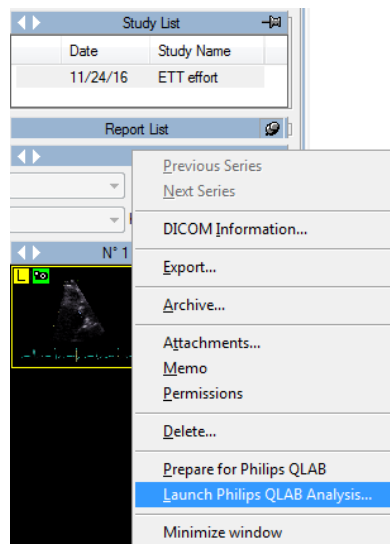 Study List
Date Study Name
11/24/16 ETT effort
Report List
Previous Series
Next Series
DICOM Information...
N° 1
L
Export...
Archive...
Attachments...
Memo
Permissions
Delete...
Prepare for Philips QLAB
Launch Philips QLAB Analysis...
Minimize window